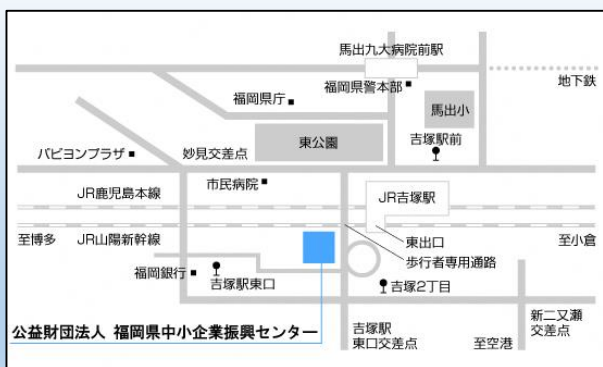 馬出九大病院前駅
地下鉄
福岡県警本部
福岡県庁
馬出小
吉塚駅前
東公園
パピヨンプラザ
妙見交差点
市民病院
JR吉塚駅
JR鹿児島本線
至博多
JR山陽新幹線
東出口
至小倉
歩行者専用通路
福岡銀行
吉塚駅東口
吉塚2丁目
公益財団法人 福岡県中小企業振興センター
吉塚駅
東口交差点
至空港
新二又瀬
交差点